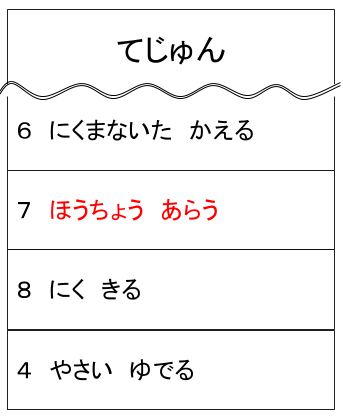 てじゅん
6 にくまないた かえる
7 ほうちょう あらう
8 にく きる
4 やさい ゆでる